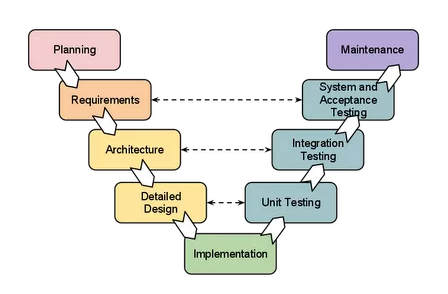 Planning
Maintenance
Requirements
System and
Acceptance
Testing
Architecture
Integration
Testing
Detailed
Design
Unit Testing
Implementation